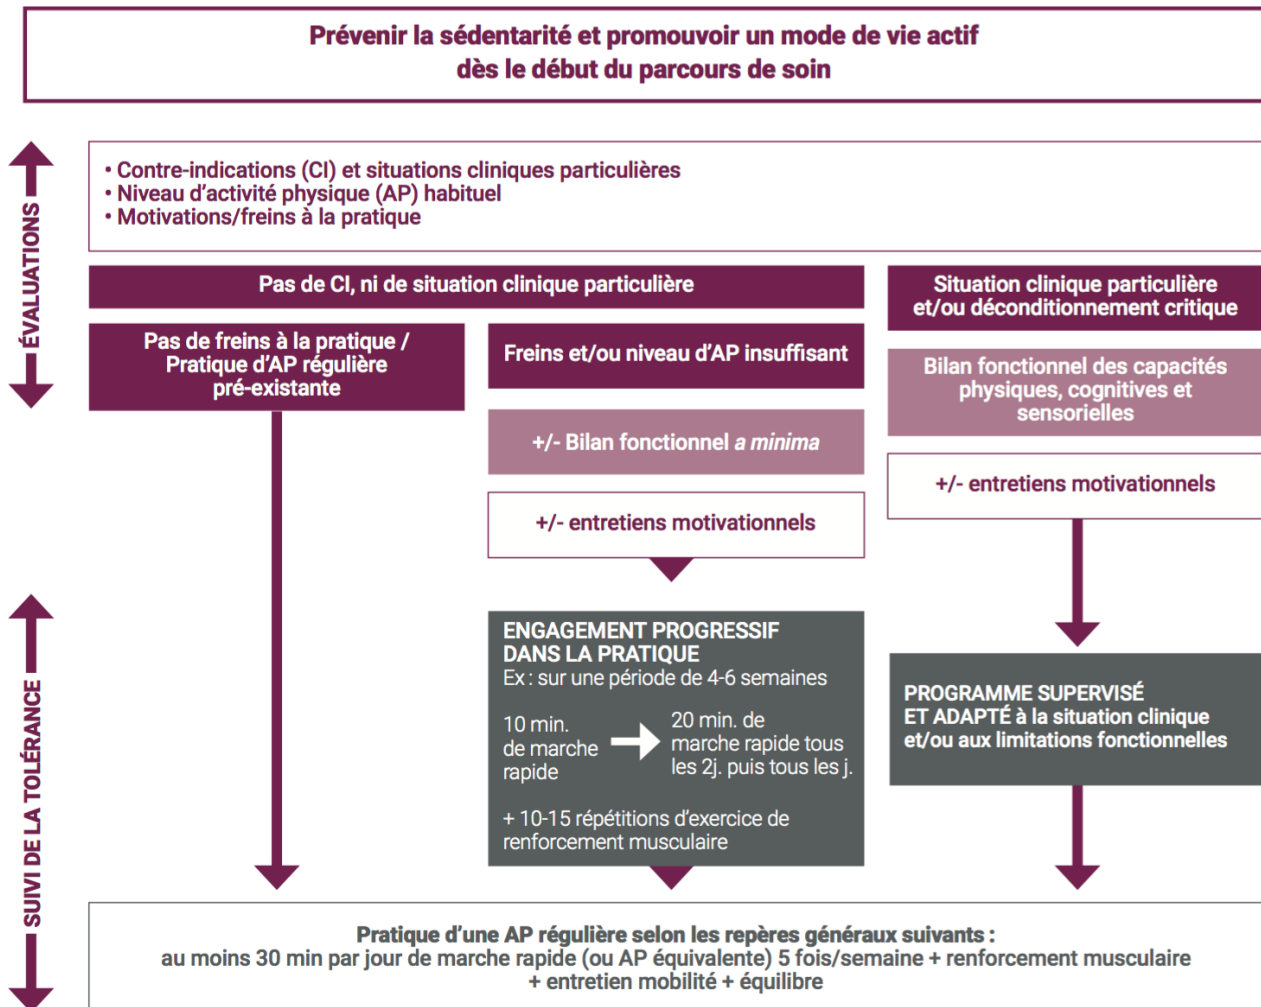 Prévenir la sédentarité et promouvoir un mode de vie actif
dès le début du parcours de soin
ÉVALUATIONS
• Contre-indications (CI) et situations cliniques particulières
• Niveau d'activité physique (AP) habituel
• Motivations/freins à la pratique
Pas de CI, ni de situation clinique particulière
Pas de freins à la pratique /
Pratique d'AP régulière
pré-existante
Freins et/ou niveau d'AP insuffisant
+/- Bilan fonctionnel a minima
+/- entretiens motivationnels
Situation clinique particulière
et/ou déconditionnement critique
Bilan fonctionnel des capacités
physiques, cognitives et
sensorielles
+/- entretiens motivationnels
SUIVI DE LA TOLÉRANCE
ENGAGEMENT PROGRESSIF
DANS LA PRATIQUE
Ex : sur une période de 4-6 semaines
10 min.
de marche
rapide
20 min. de
marche rapide tous
les 2j. puis tous les j.
+ 10-15 répétitions d'exercice de
renforcement musculaire
PROGRAMME SUPERVISÉ
ET ADAPTÉ à la situation clinique
et/ou aux limitations fonctionnelles
Pratique d'une AP régulière selon les repères généraux suivants :
au moins 30 min par jour de marche rapide (ou AP équivalente) 5 fois/semaine + renforcement musculaire
+ entretien mobilité + équilibre